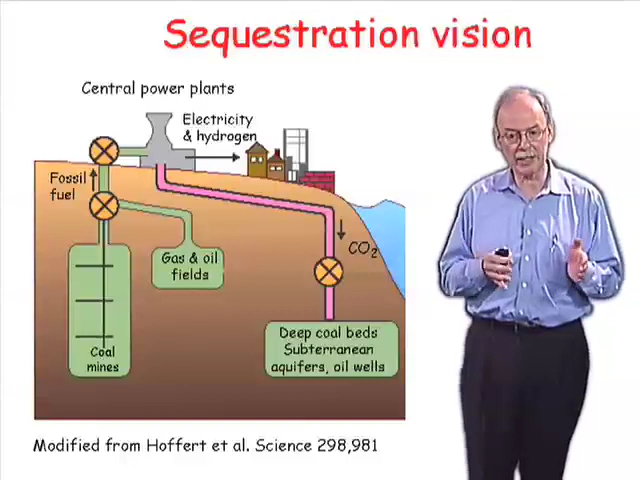 Sequestration vision
Central power plants
Electricity
& hydrogen
Fossil
fuel
CO2
Gas & oil
fields
Coal
mines
Deep coal beds
Subterranean
aquifers, oil wells
Modified from Hoffert et al. Science 298,981